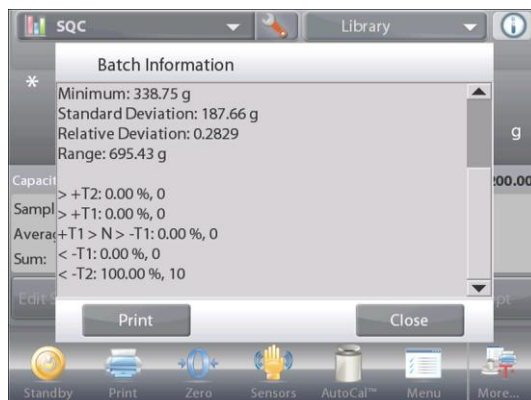 SQC
Library
Batch Information
*
Minimum: 338.75 g
Standard Deviation: 187.66 g
Relative Deviation: 0.2829
Range: 695.43 g
g
> +T2: 0.00 %, 0
> +T1: 0.00 %, 0
+T1 > N > -T1: 0.00 %, 0
< -T1: 0.00 %, 0
< -T2: 100.00 %, 10
Sum:
Print
Close
Standby
Print
Zero
Sensors
AutoCal™
Menu
More...